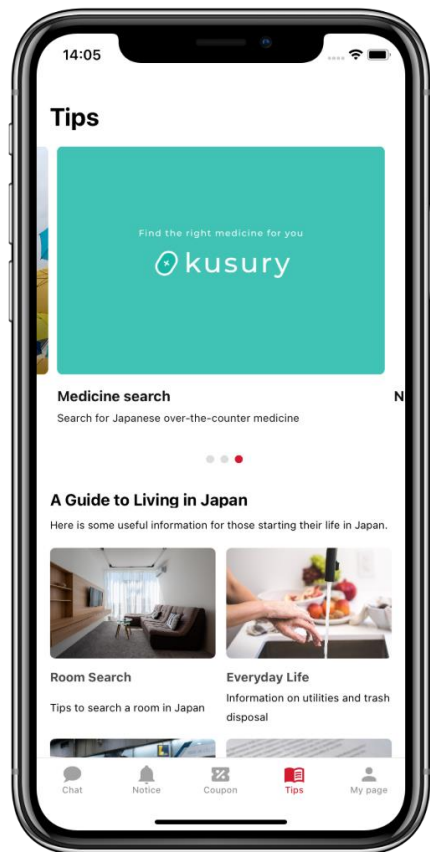 14:05
Tips
Find the right medicine for you
kusury
Medicine search
N
Search for Japanese over-the-counter medicine
A Guide to Living in Japan
Here is some useful information for those starting their life in Japan.
Room Search
Tips to search a room in Japan
Everyday Life
Information on utilities and trash
disposal
Chat
Notice
Coupon
Tips
My page